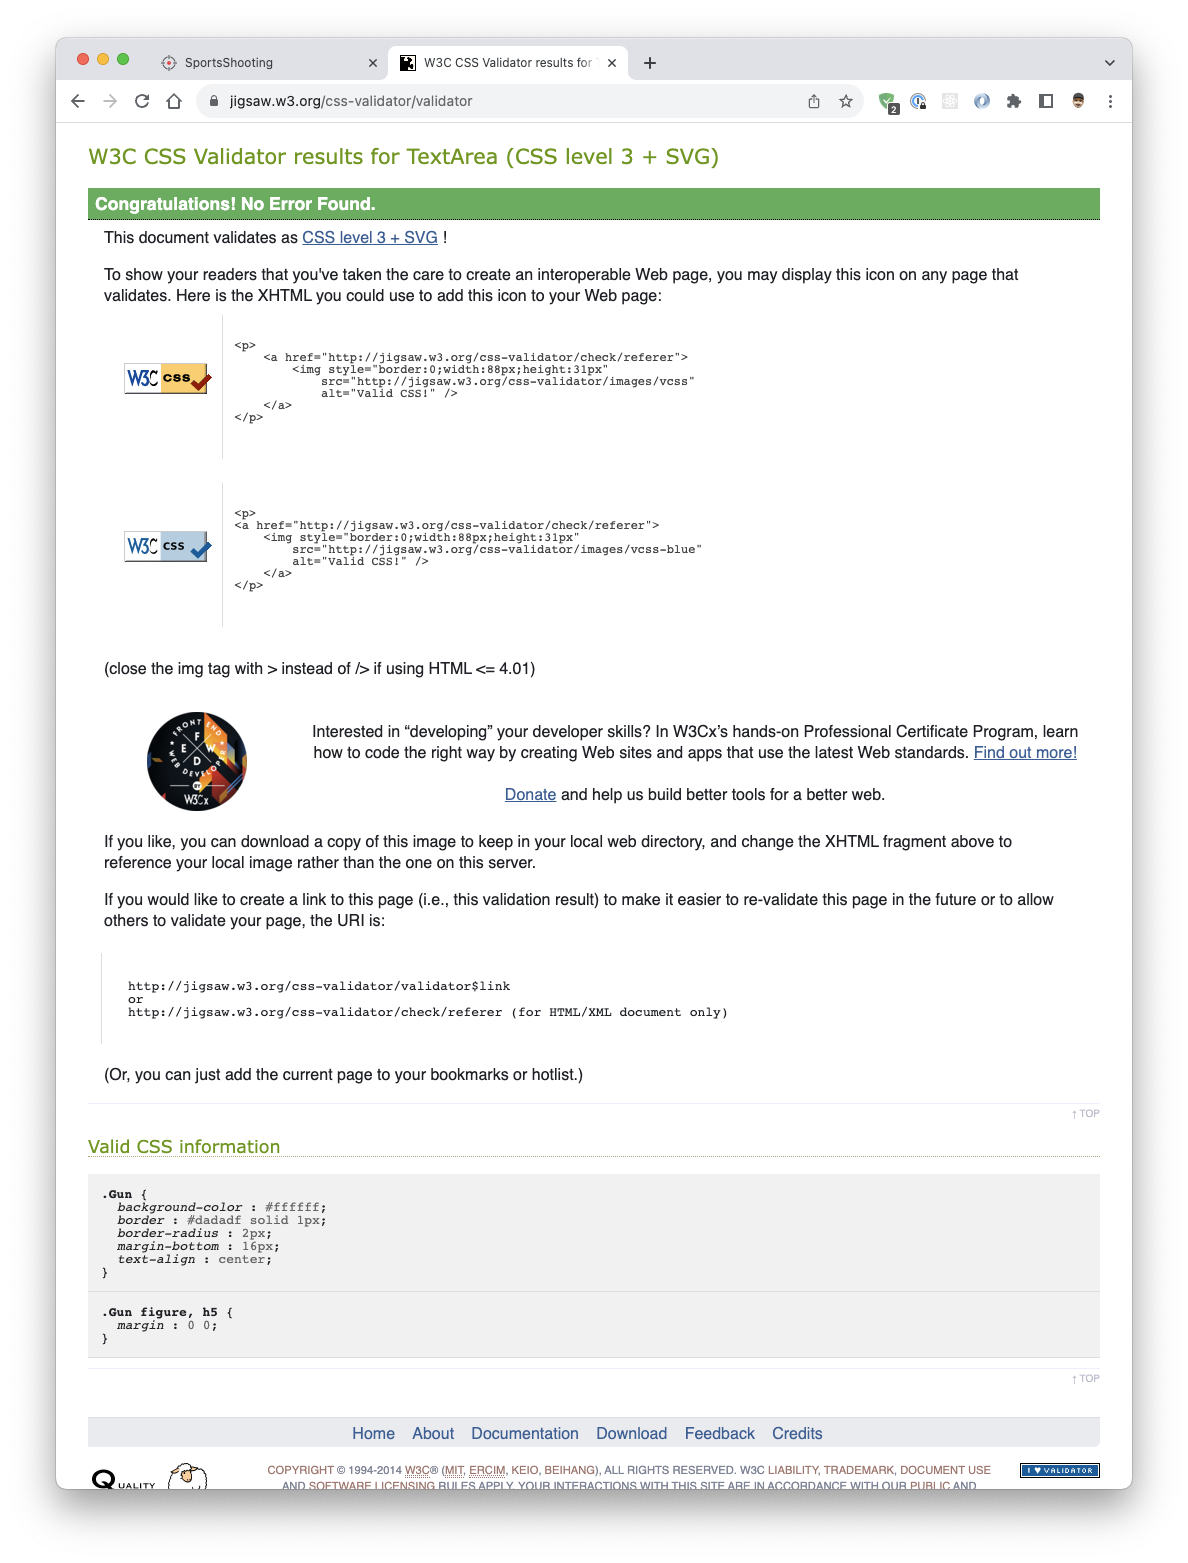 SportsShooting
W3C CSS Validator results for
2
jigsaw.w3.org/css-validator/validator
W3C CSS Validator results for TextArea (CSS level 3 + SVG)
Congratulations! No Error Found.
This document validates as CSS level 3 + SVG !
To show your readers that you've taken the care to create an interoperable Web page, you may display this icon on any page that
validates. Here is the XHTML you could use to add this icon to your Web page:
W3C css
<p>
<a href="http://jigsaw.w3.org/css-validator/check/referer">
<img style="border:0;width:88px;height:31px"
src="http://jigsaw.w3.org/css-validator/images/vcss"
alt="Valid CSS!" />
</a>
</p>
W3C css
<p>
<a href="http://jigsaw.w3.org/css-validator/check/referer">
<img style="border:0;width:88px;height:31px"
src="http://jigsaw.w3.org/css-validator/images/vcss-blue"
alt="Valid CSS!" />
</a>
</p>
(close the img tag with > instead of /> if using HTML <= 4.01)
FRONT END
E F W D
WEB DEVELOPER
BY
W3Cx
Interested in “developing” your developer skills? In W3Cx’s hands-on Professional Certificate Program, learn
how to code the right way by creating Web sites and apps that use the latest Web standards. Find out more!
Donate and help us build better tools for a better web.
If you like, you can download a copy of this image to keep in your local web directory, and change the XHTML fragment above to
reference your local image rather than the one on this server.
If you would like to create a link to this page (i.e., this validation result) to make it easier to re-validate this page in the future or to allow
others to validate your page, the URI is:
http://jigsaw.w3.org/css-validator/validator$link
or
http://jigsaw.w3.org/css-validator/check/referer (for HTML/XML document only)
(Or, you can just add the current page to your bookmarks or hotlist.)
↑ TOP
Valid CSS information
.Gun {
background-color : #ffffff;
border : #dadadf solid 1px;
border-radius : 2px;
margin-bottom : 16px;
text-align : center;
}
.Gun figure, h5 {
margin : 0 0;
}
↑ TOP
Home About Documentation Download Feedback Credits
QUALITY
COPYRIGHT © 1994-2014 W3C® (MIT, ERCIM, KEIO, BEIHANG), ALL RIGHTS RESERVED. W3C LIABILITY, TRADEMARK, DOCUMENT USE
AND SOFTWARE LICENSING RULES APPLY. YOUR INTERACTIONS WITH THIS SITE ARE IN ACCORDANCE WITH OUR PUBLIC AND
I ♥ VALIDATOR